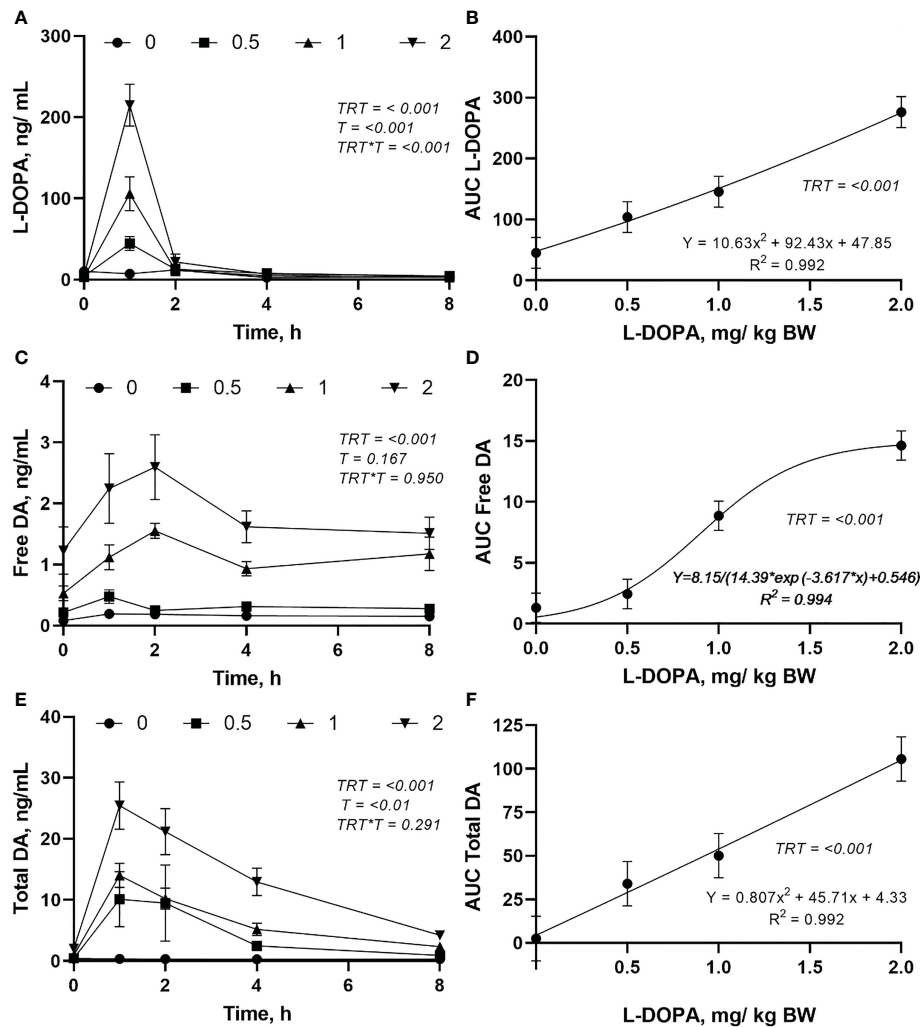 A
0 0.5 1 2
300
200
100
0
L-DOPA, ng/ mL
TRT = < 0.001
T = <0.001
TRT*T = <0.001
0 2 4 6 8
Time, h
B
400
300
200
100
0
AUC L-DOPA
TRT = <0.001
Y = 10.63x² + 92.43x + 47.85
R² = 0.992
0.0 0.5 1.0 1.5 2.0
L-DOPA, mg/ kg BW
C
0 0.5 1 2
4
3
2
1
0
Free DA, ng/mL
TRT = <0.001
T = 0.167
TRT*T = 0.950
0 2 4 6 8
Time, h
D
20
15
10
5
0
AUC Free DA
TRT = <0.001
Y=8.15/(14.39*exp (-3.617*x)+0.546)
R² = 0.994
0.0 0.5 1.0 1.5 2.0
L-DOPA, mg/ kg BW
E
0 0.5 1 2
40
30
20
10
0
Total DA, ng/mL
TRT = <0.001
T = <0.01
TRT*T = 0.291
0 2 4 6 8
Time, h
F
125
100
75
50
25
0
AUC Total DA
TRT = <0.001
Y = 0.807x² + 45.71x + 4.33
R² = 0.992
0.5 1.0 1.5 2.0
L-DOPA, mg/ kg BW